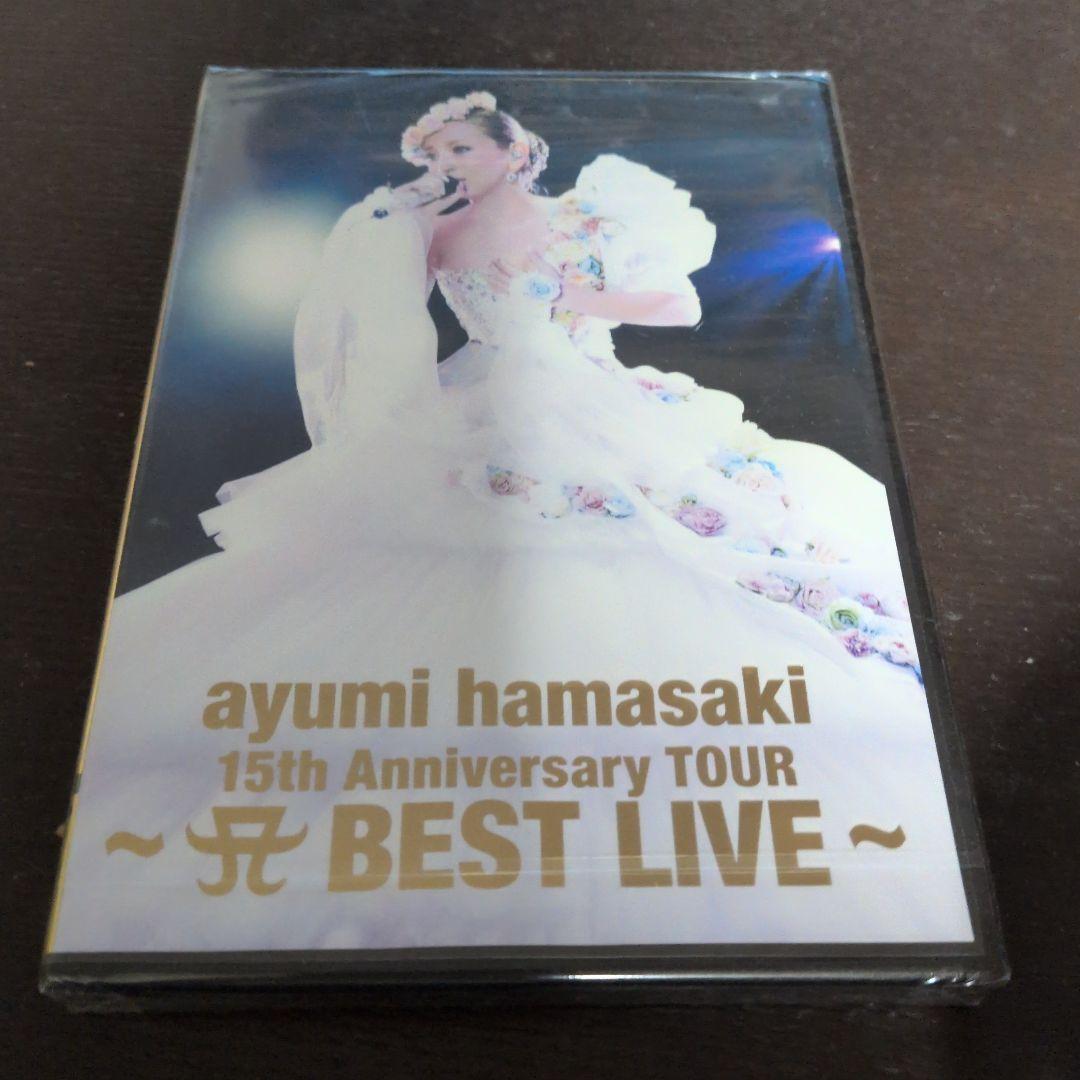 ayumi hamasaki
15th Anniversary TOUR
~ A BEST LIVE ~